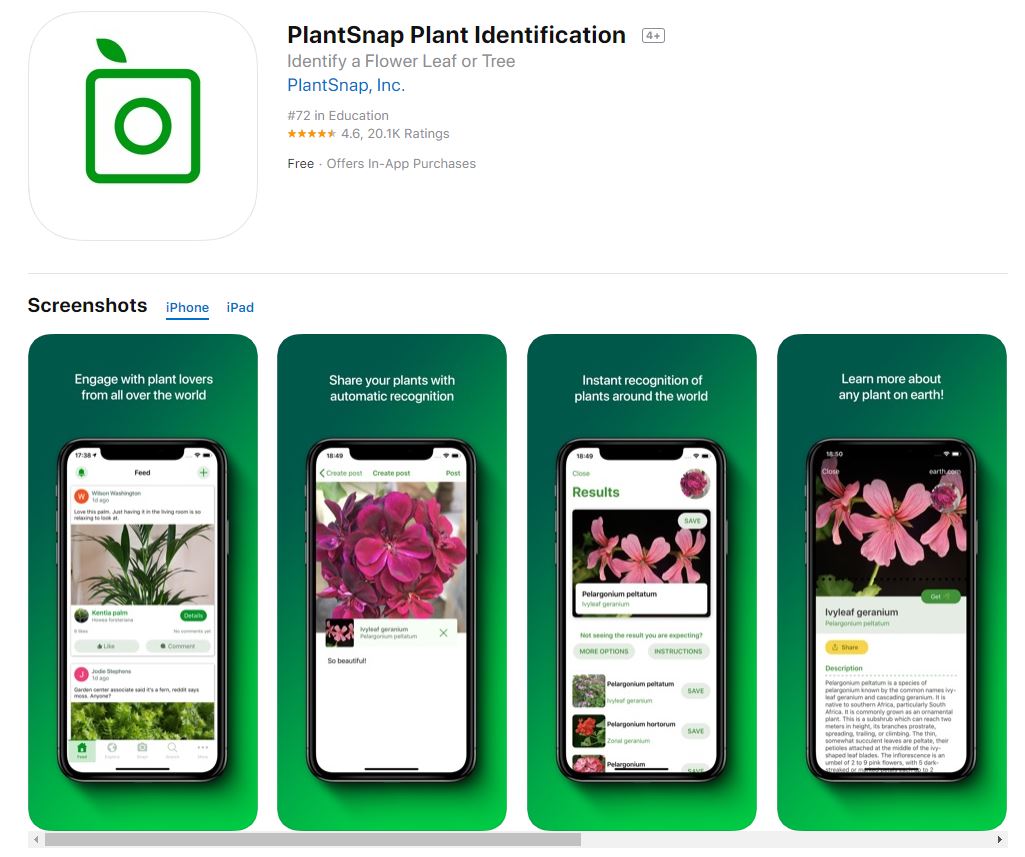 PlantSnap Plant Identification 4+
Identify a Flower Leaf or Tree
PlantSnap, Inc.
#72 in Education
4.6, 20.1K Ratings
Free · Offers In-App Purchases
Screenshots iPhone iPad
Engage with plant lovers
from all over the world
17:38
Feed
W
Wilson Washington
1d ago
Love this palm. Just having it in the living room is so
relaxing to look at.
Kentia palm
Howea forsteriana
Details
likes
No comments yet
Like
Comment
J
Jodie Stephens
1d ago
Garden center associate said it's a fern, reddit says
moss. Anyone?
Feed
Explore
Snap!
Search
More
Share your plants with
automatic recognition
18:49
Create post Create post Post
Ivyleaf geranium
Pelargonium peltatum
So beautiful!
Instant recognition of
plants around the world
18:49
Close
Results
SAVE
Pelargonium peltatum
Ivyleaf geranium
Not seeing the result you are expecting?
MORE OPTIONS INSTRUCTIONS
Pelargonium peltatum
Ivyleaf geranium
SAVE
Pelargonium hortorum
Zonal geranium
SAVE
Pelargonium
SAVE
Learn more about
any plant on earth!
18:50
Close
earth.com
Get
Ivyleaf geranium
Pelargonium peltatum
Share
Description
Pelargonium peltatum is a species of
pelargonium known by the common names ivy-
leaf geranium and cascading geranium. It is
native to southern Africa, particularly South
Africa. It is commonly grown as an ornamental
plant. This is a subshrub which can reach two
meters in height, its branches prostrate,
spreading, trailing, or climbing. The thin,
somewhat succulent leaves are peltate, their
petioles attached at the middle of the ivy-
shaped leaf blades. The inflorescence is an
umbel of 2 to 9 pink flowers, with 5 dark-
streaked or marked petals each up to 2